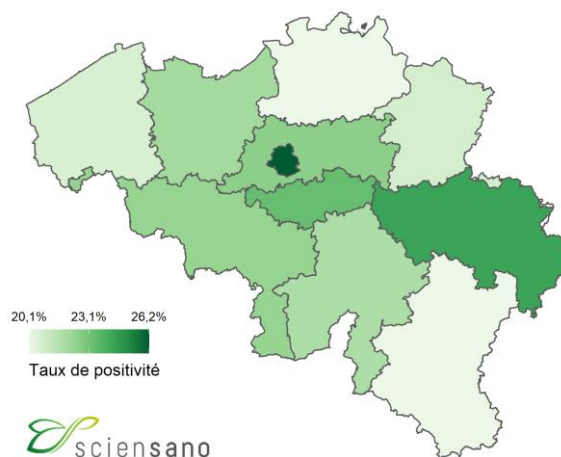 20,1% 23,1% 26,2%
Taux de positivité
sciensano